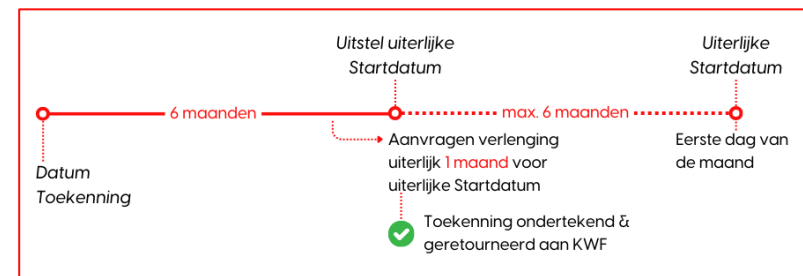 Uitstel uiterlijke
Startdatum
Uiterlijke
Startdatum
6 maanden
max. 6 maanden
Datum
Toekenning
Aanvragen verlenging
uiterlijk 1 maand voor
uiterlijke Startdatum
Eerste dag van
de maand
Toekenning ondertekend &
geretourneerd aan KWF